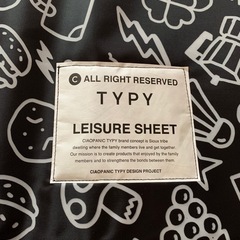 © ALL RIGHT RESERVED
TYPY
LEISURE SHEET
CIAOPANIC TYPY brand concept is Sioux tribe
dwelling where the family members live and get together.
Our mission is to create products that enjoyed by the family
members and to strengthens the bonds between them.
CIAOPANIC TYPY DESIGN PROJECT